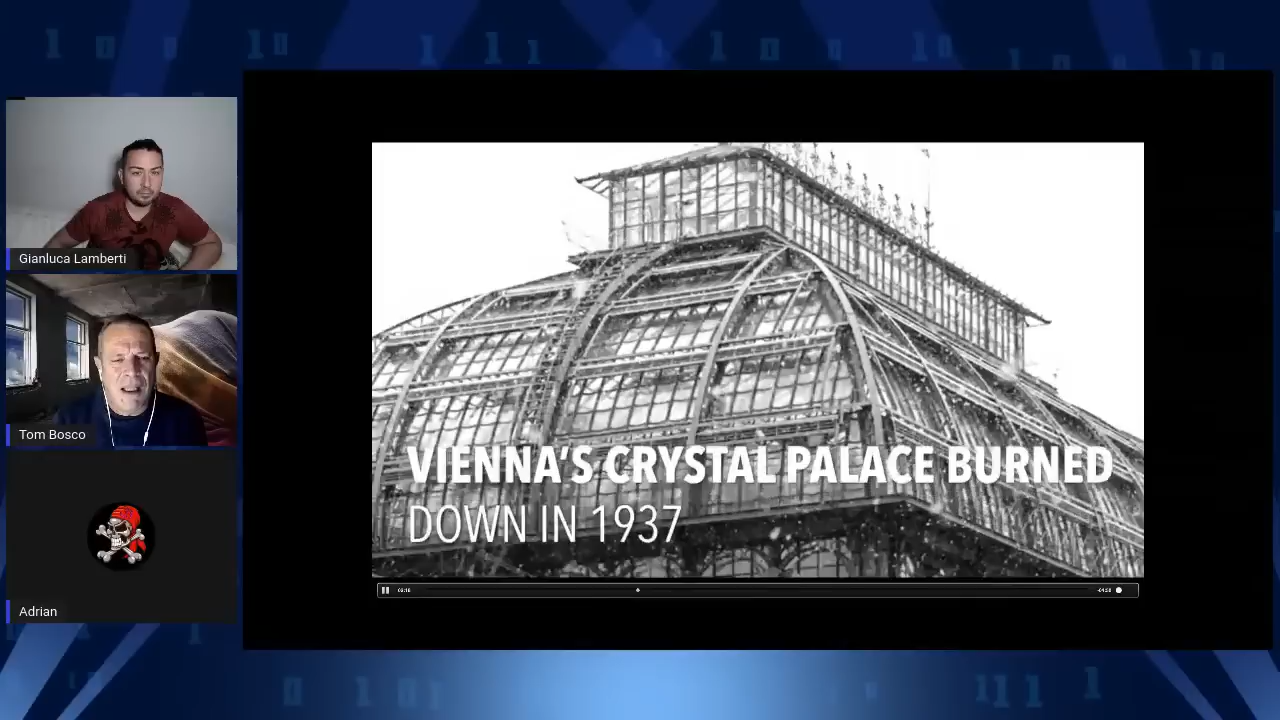 Gianluca Lamberti
Tom Bosco
Adrian
VIENNA'S CRYSTAL PALACE BURNED
DOWN IN 1937